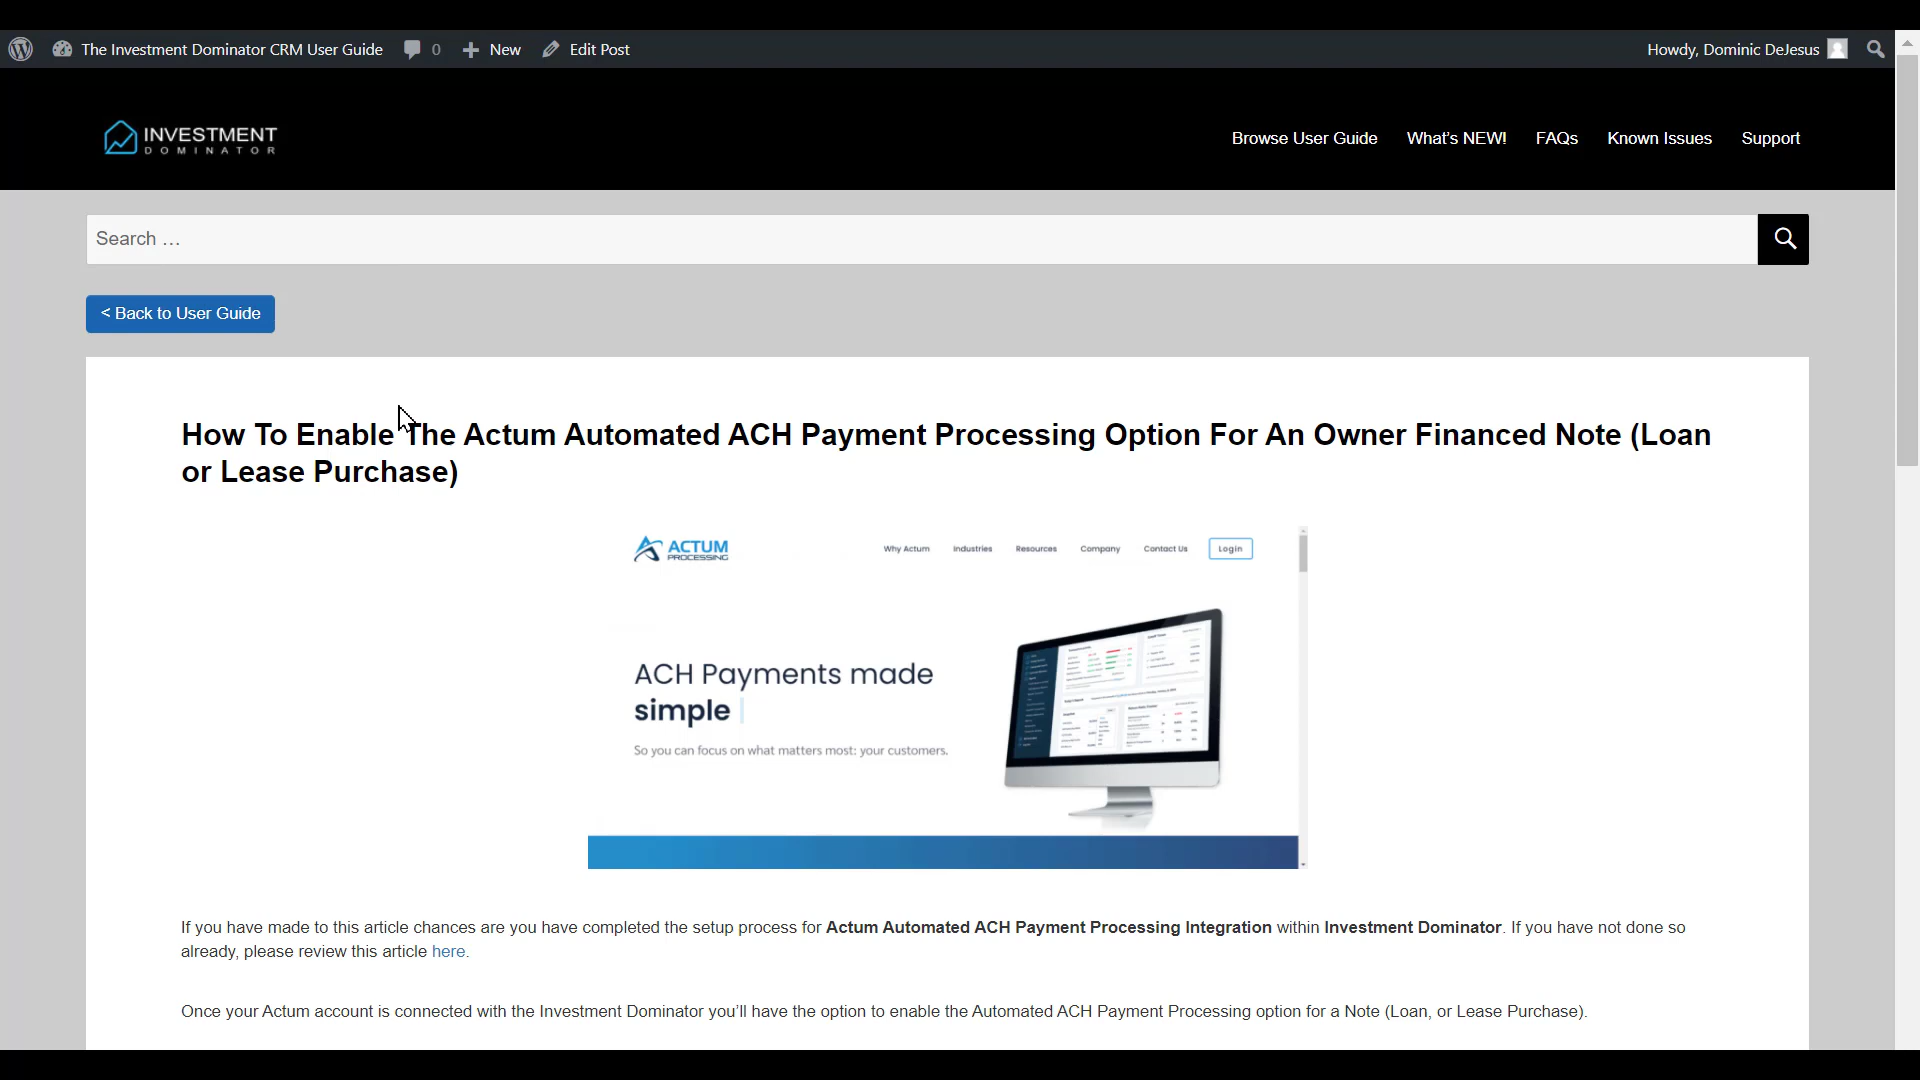 The Investment Dominator CRM User Guide 0 New Edit Post Howdy, Dominic DeJesus
INVESTMENT
DOMINATOR
Browse User Guide What's NEW! FAQs Known Issues Support
Search …
< Back to User Guide
How To Enable The Actum Automated ACH Payment Processing Option For An Owner Financed Note (Loan
or Lease Purchase)
ACTUM
PROCESSING
Why Actum Industries Resources Company Contact Us Login
ACH Payments made
simple
So you can focus on what matters most: your customers.
If you have made to this article chances are you have completed the setup process for Actum Automated ACH Payment Processing Integration within Investment Dominator. If you have not done so
already, please review this article here.
Once your Actum account is connected with the Investment Dominator you'll have the option to enable the Automated ACH Payment Processing option for a Note (Loan, or Lease Purchase).